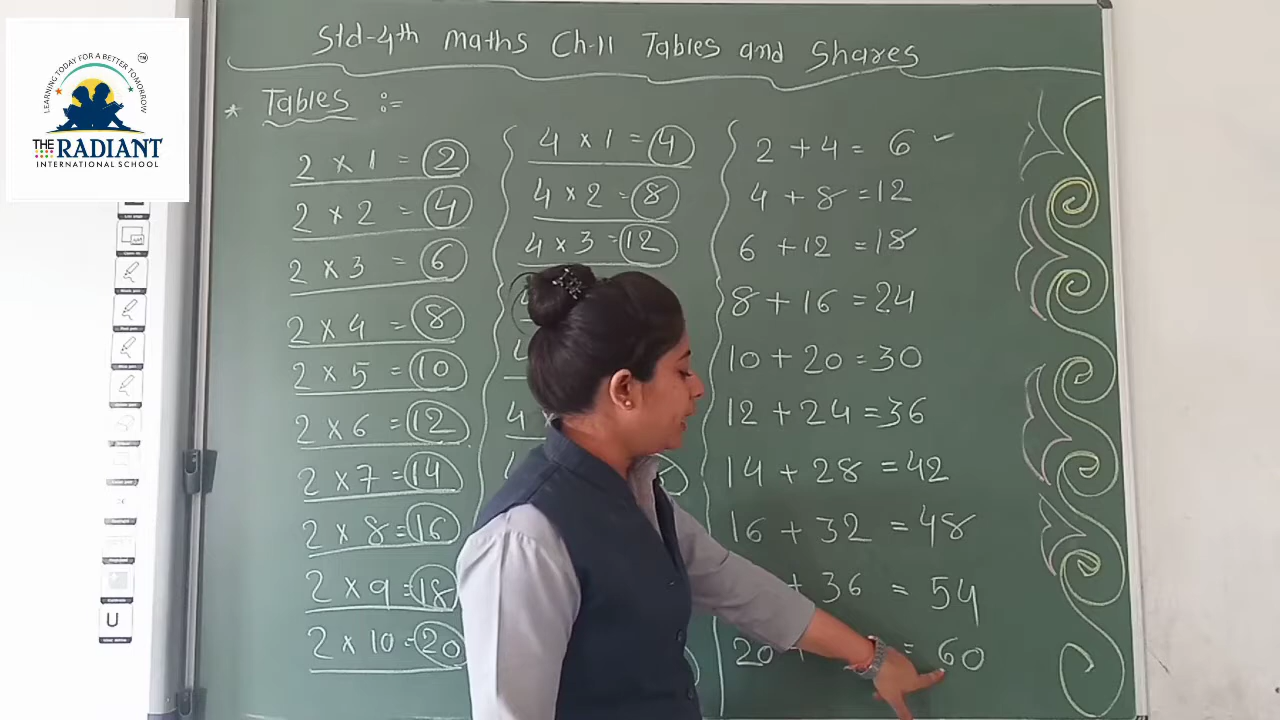 Std-4th Maths Ch-11 Tables and Shares
* Tables :=
2 × 1 = 2
2 × 2 = 4
2 × 3 = 6
2 × 4 = 8
2 × 5 = 10
2 × 6 = 12
2 × 7 = 14
2 × 8 = 16
2 × 9 = 18
2 × 10 = 20
4 × 1 = 4
4 × 2 = 8
4 × 3 = 12
2 + 4 = 6 ✓
4 + 8 = 12
6 + 12 = 18
8 + 16 = 24
10 + 20 = 30
12 + 24 = 36
14 + 28 = 42
16 + 32 = 48
+ 36 = 54
20 + = 60
LEARNING TODAY FOR A BETTER TOMORROW
TM
THE RADIANT
INTERNATIONAL SCHOOL